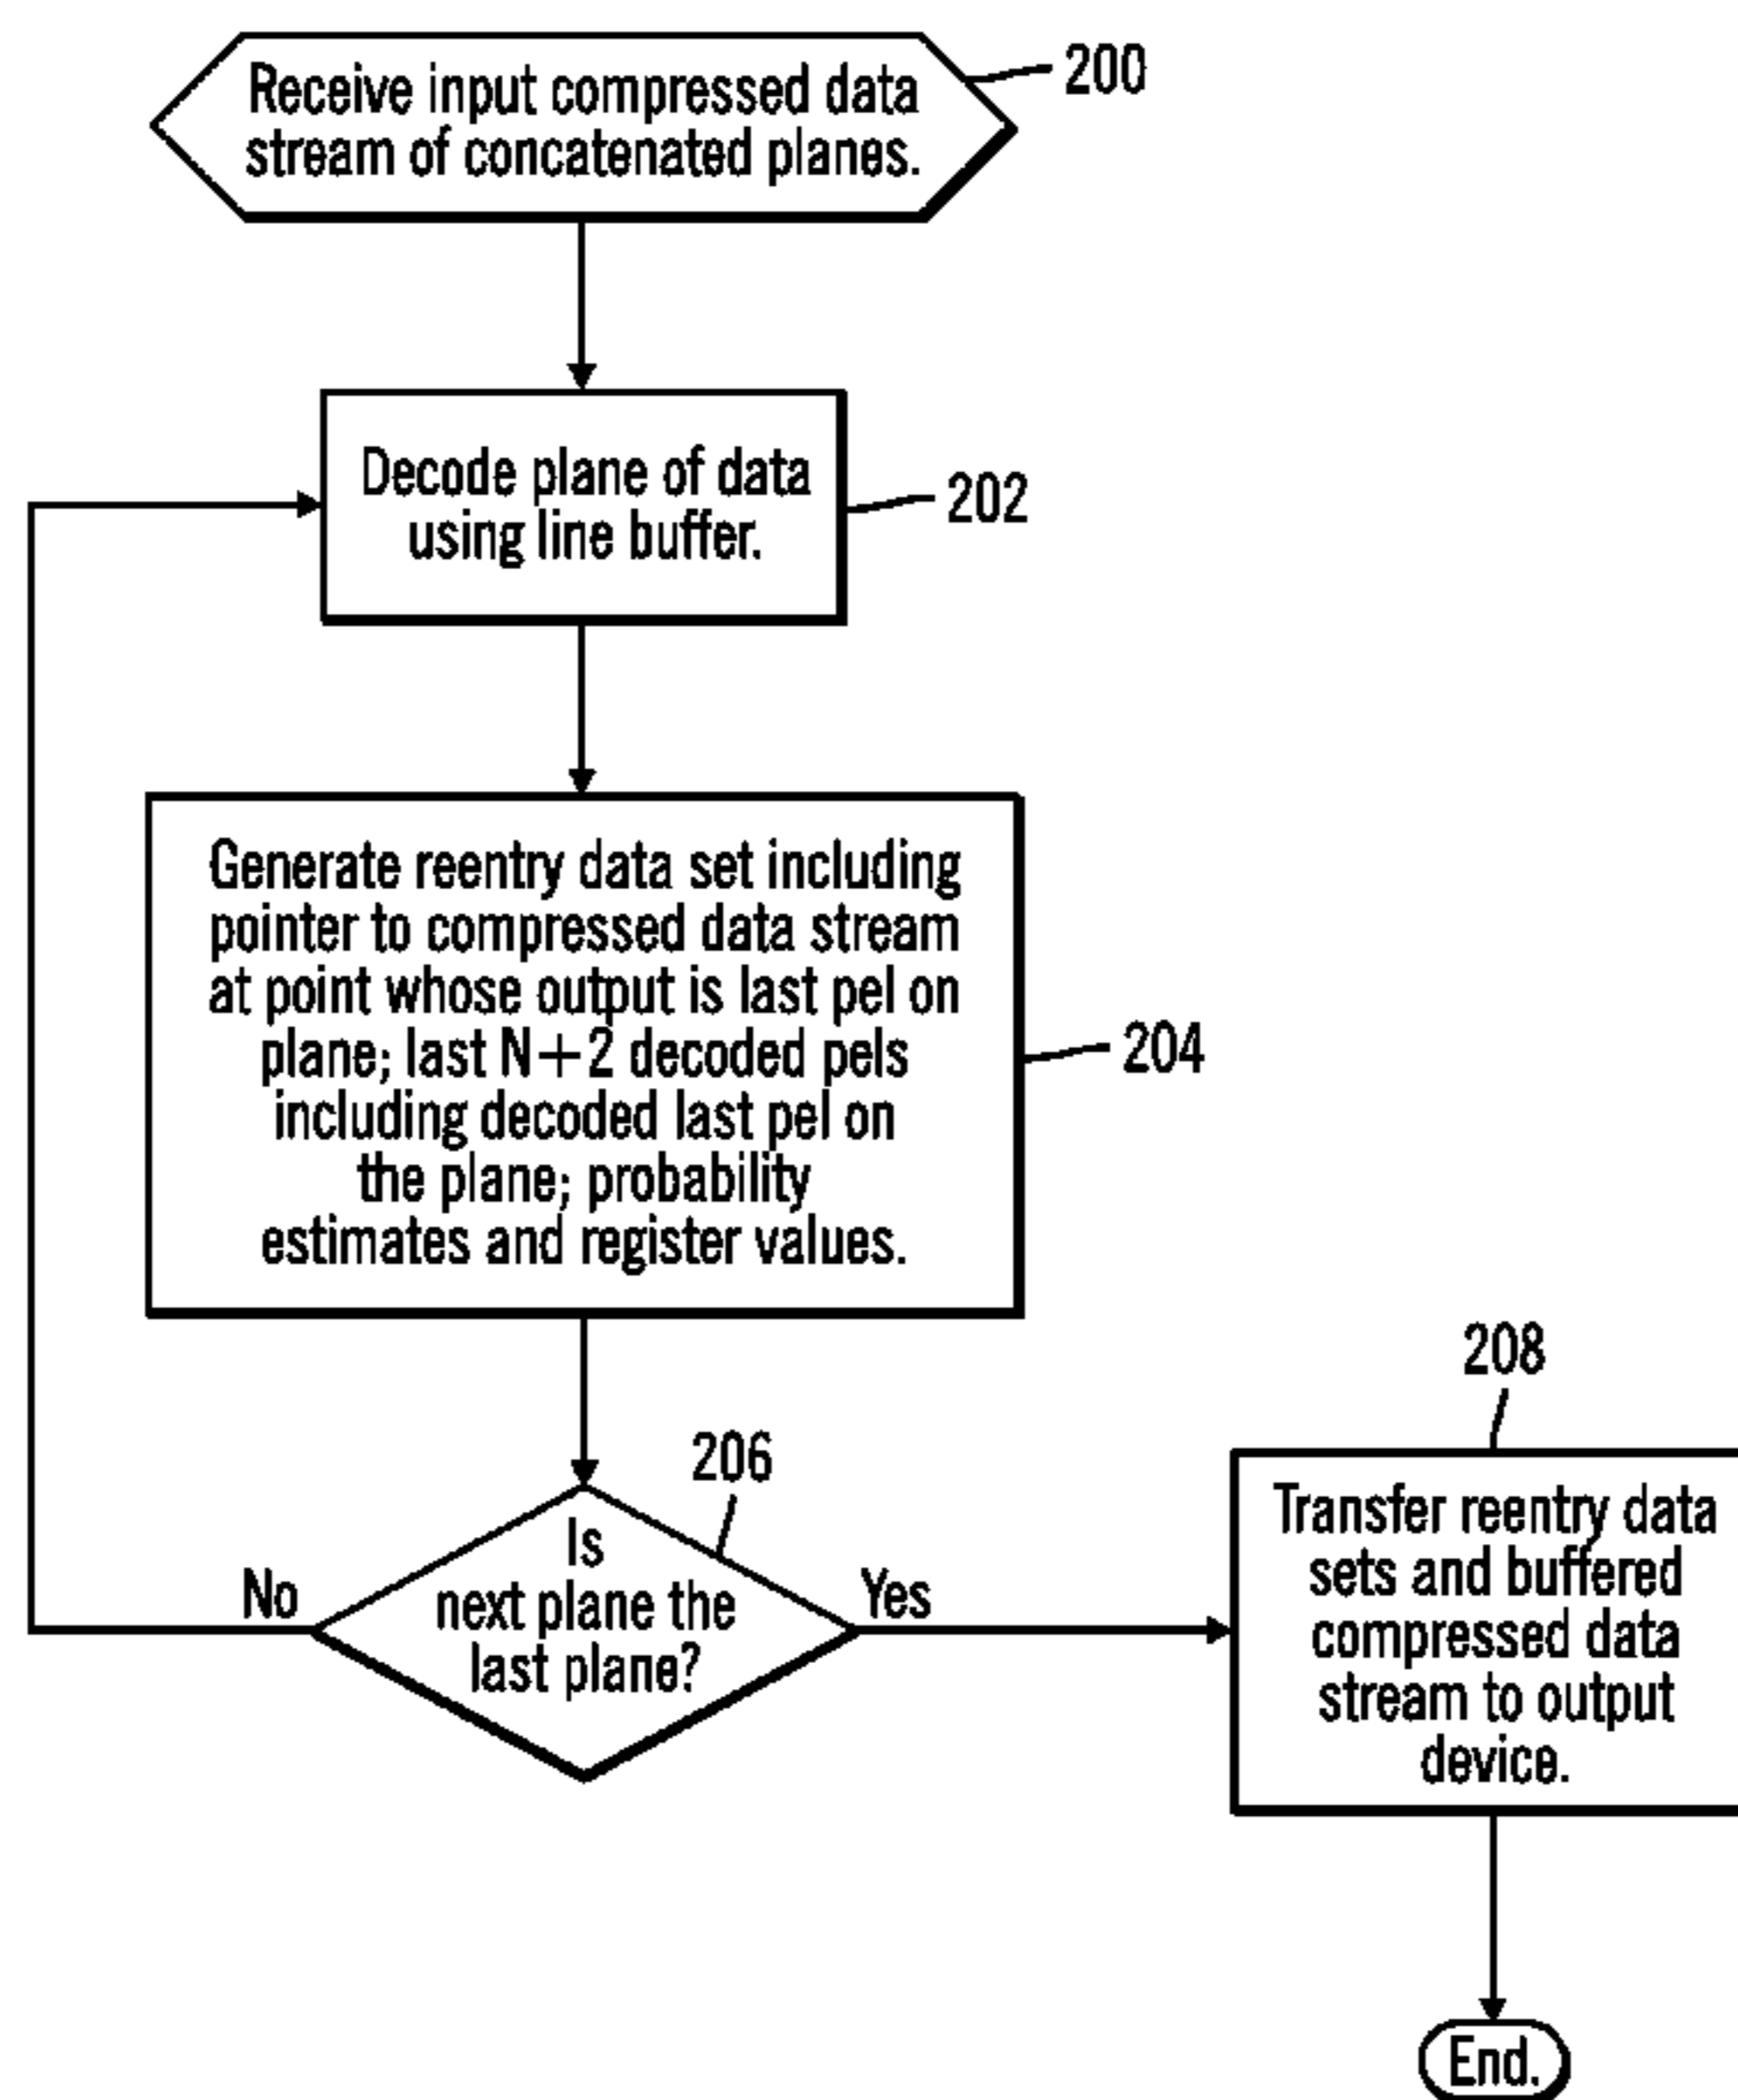 Receive input compressed data
stream of concatenated planes.
200
Decode plane of data
using line buffer.
202
Generate reentry data set including
pointer to compressed data stream
at point whose output is last pel on
plane; last N+2 decoded pels
including decoded last pel on
the plane; probability
estimates and register values.
204
206
Is
next plane the
last plane?
No
Yes
208
Transfer reentry data
sets and buffered
compressed data
stream to output
device.
End.